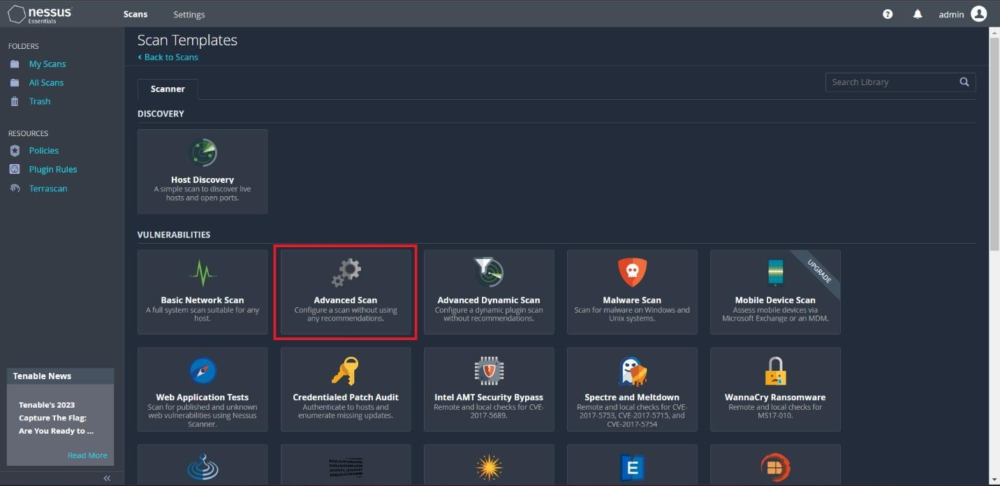 nessus
Essentials
Scans
Settings
admin
FOLDERS
My Scans
All Scans
Trash
RESOURCES
Policies
Plugin Rules
Terrascan
Tenable News
Tenable's 2023
Capture The Flag:
Are You Ready to ...
Read More
Scan Templates
Back to Scans
Scanner
Search Library
DISCOVERY
Host Discovery
A simple scan to discover live
hosts and open ports.
VULNERABILITIES
Basic Network Scan
A full system scan suitable for any
host.
Advanced Scan
Configure a scan without using
any recommendations.
Advanced Dynamic Scan
Configure a dynamic plugin scan
without recommendations.
Malware Scan
Scan for malware on Windows and
Unix systems.
UPGRADE
Mobile Device Scan
Assess mobile devices via
Microsoft Exchange or an MDM.
Web Application Tests
Scan for published and unknown
web vulnerabilities using Nessus
Scanner.
Credentialed Patch Audit
Authenticate to hosts and
enumerate missing updates.
Intel AMT Security Bypass
Remote and local checks for CVE-
2017-5689.
Spectre and Meltdown
Remote and local checks for CVE-
2017-5753, CVE-2017-5715, and
CVE-2017-5754
WannaCry Ransomware
Remote and local checks for
MS17-010.
E